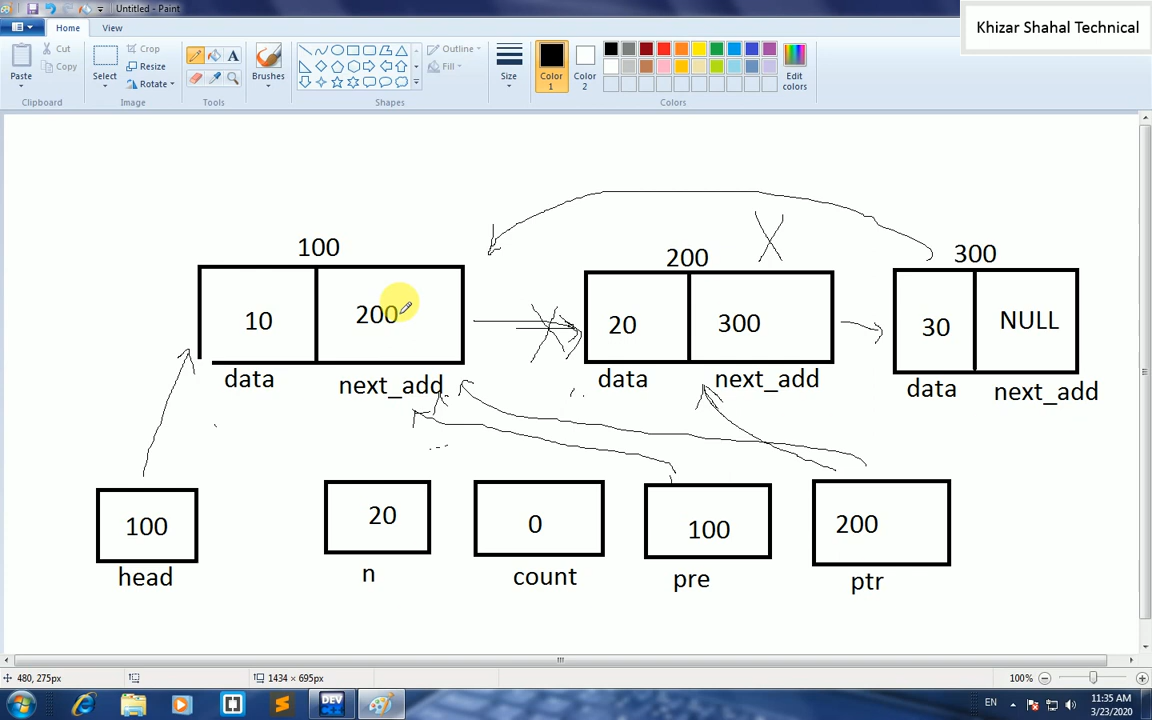 Untitled - Paint
Khizar Shahal Technical
Home View
Cut
Copy
Paste
Clipboard
Crop
Resize
Rotate
Select
Image
Tools
Brushes
Outline
Fill
Shapes
Size
Color 1
Color 2
Edit colors
Colors
100
200
300
10
200
20
300
30
NULL
data
next_add
data
next_add
data
next_add
100
20
0
100
200
head
n
count
pre
ptr
480, 275px
1434 × 695px
100%
DEV
EN
11:35 AM
3/23/2020